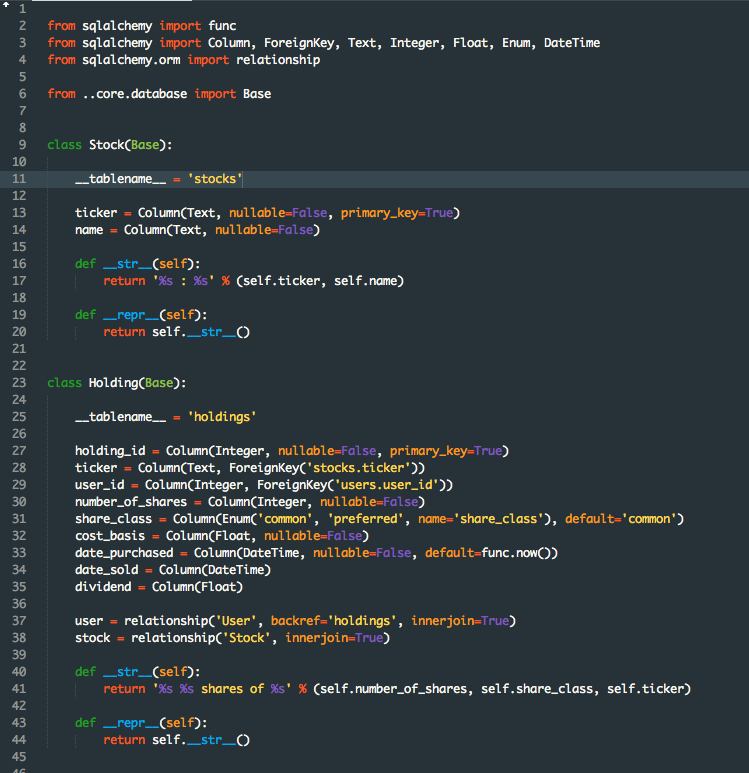 1
2 from sqlalchemy import func
3 from sqlalchemy import Column, ForeignKey, Text, Integer, Float, Enum, DateTime
4 from sqlalchemy.orm import relationship
5
6 from ..core.database import Base
7
8
9 class Stock(Base):
10
11     __tablename__ = 'stocks'
12
13     ticker = Column(Text, nullable=False, primary_key=True)
14     name = Column(Text, nullable=False)
15
16     def __str__(self):
17         return '%s : %s' % (self.ticker, self.name)
18
19     def __repr__(self):
20         return self.__str__()
21
22
23 class Holding(Base):
24
25     __tablename__ = 'holdings'
26
27     holding_id = Column(Integer, nullable=False, primary_key=True)
28     ticker = Column(Text, ForeignKey('stocks.ticker'))
29     user_id = Column(Integer, ForeignKey('users.user_id'))
30     number_of_shares = Column(Integer, nullable=False)
31     share_class = Column(Enum('common', 'preferred', name='share_class'), default='common')
32     cost_basis = Column(Float, nullable=False)
33     date_purchased = Column(DateTime, nullable=False, default=func.now())
34     date_sold = Column(DateTime)
35     dividend = Column(Float)
36
37     user = relationship('User', backref='holdings', innerjoin=True)
38     stock = relationship('Stock', innerjoin=True)
39
40     def __str__(self):
41         return '%s %s shares of %s' % (self.number_of_shares, self.share_class, self.ticker)
42
43     def __repr__(self):
44         return self.__str__()
45
46